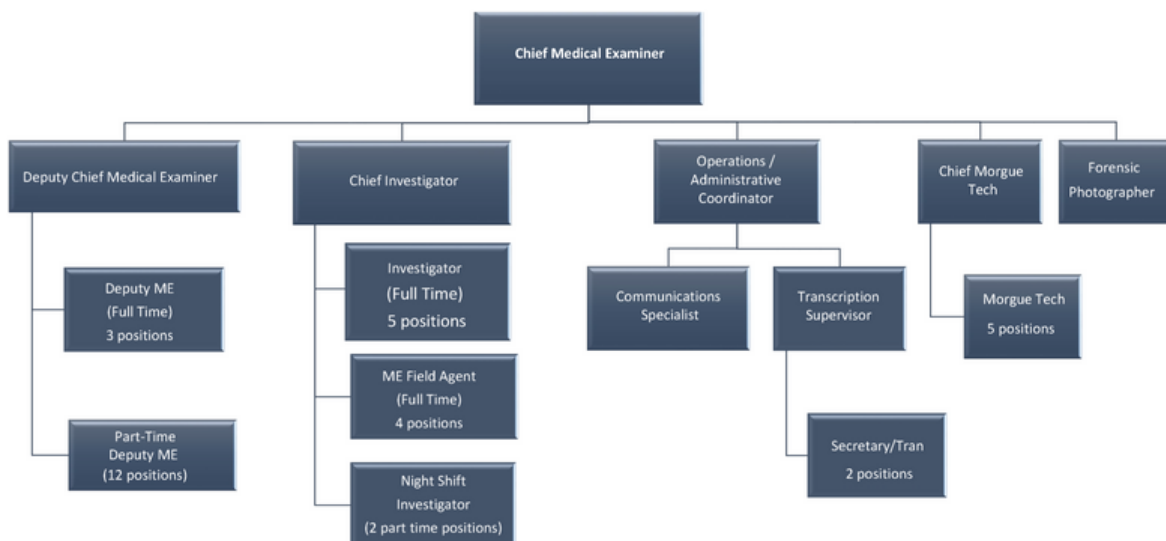 Chief Medical Examiner
Deputy Chief Medical Examiner
Chief Investigator
Operations /
Administrative
Coordinator
Chief Morgue
Tech
Forensic
Photographer
Deputy ME
(Full Time)
3 positions
Investigator
(Full Time)
5 positions
Communications
Specialist
Transcription
Supervisor
Morgue Tech
5 positions
ME Field Agent
(Full Time)
4 positions
Part-Time
Deputy ME
(12 positions)
Secretary/Tran
2 positions
Night Shift
Investigator
(2 part time positions)